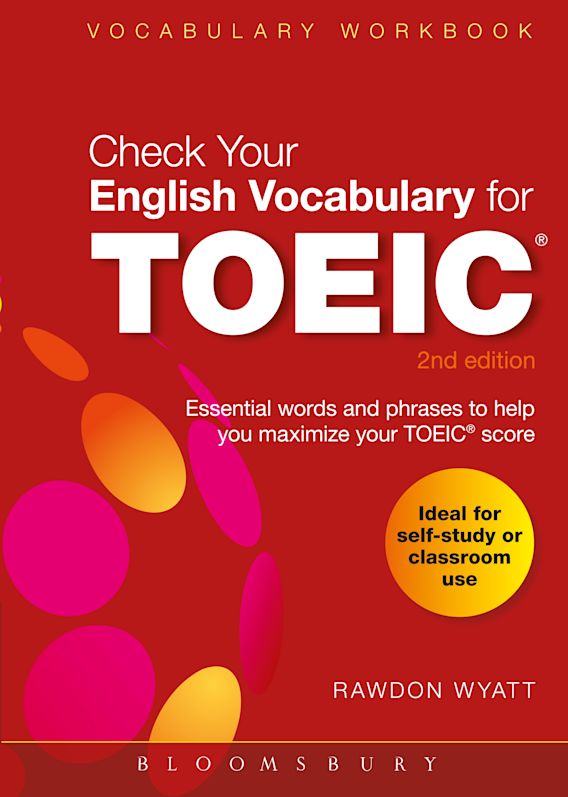 VOCABULARY WORKBOOK
Check Your
English Vocabulary for
TOEIC®
2nd edition
Essential words and phrases to help
you maximize your TOEIC® score
Ideal for
self-study or
classroom
use
RAWDON WYATT
BLOOMSBURY